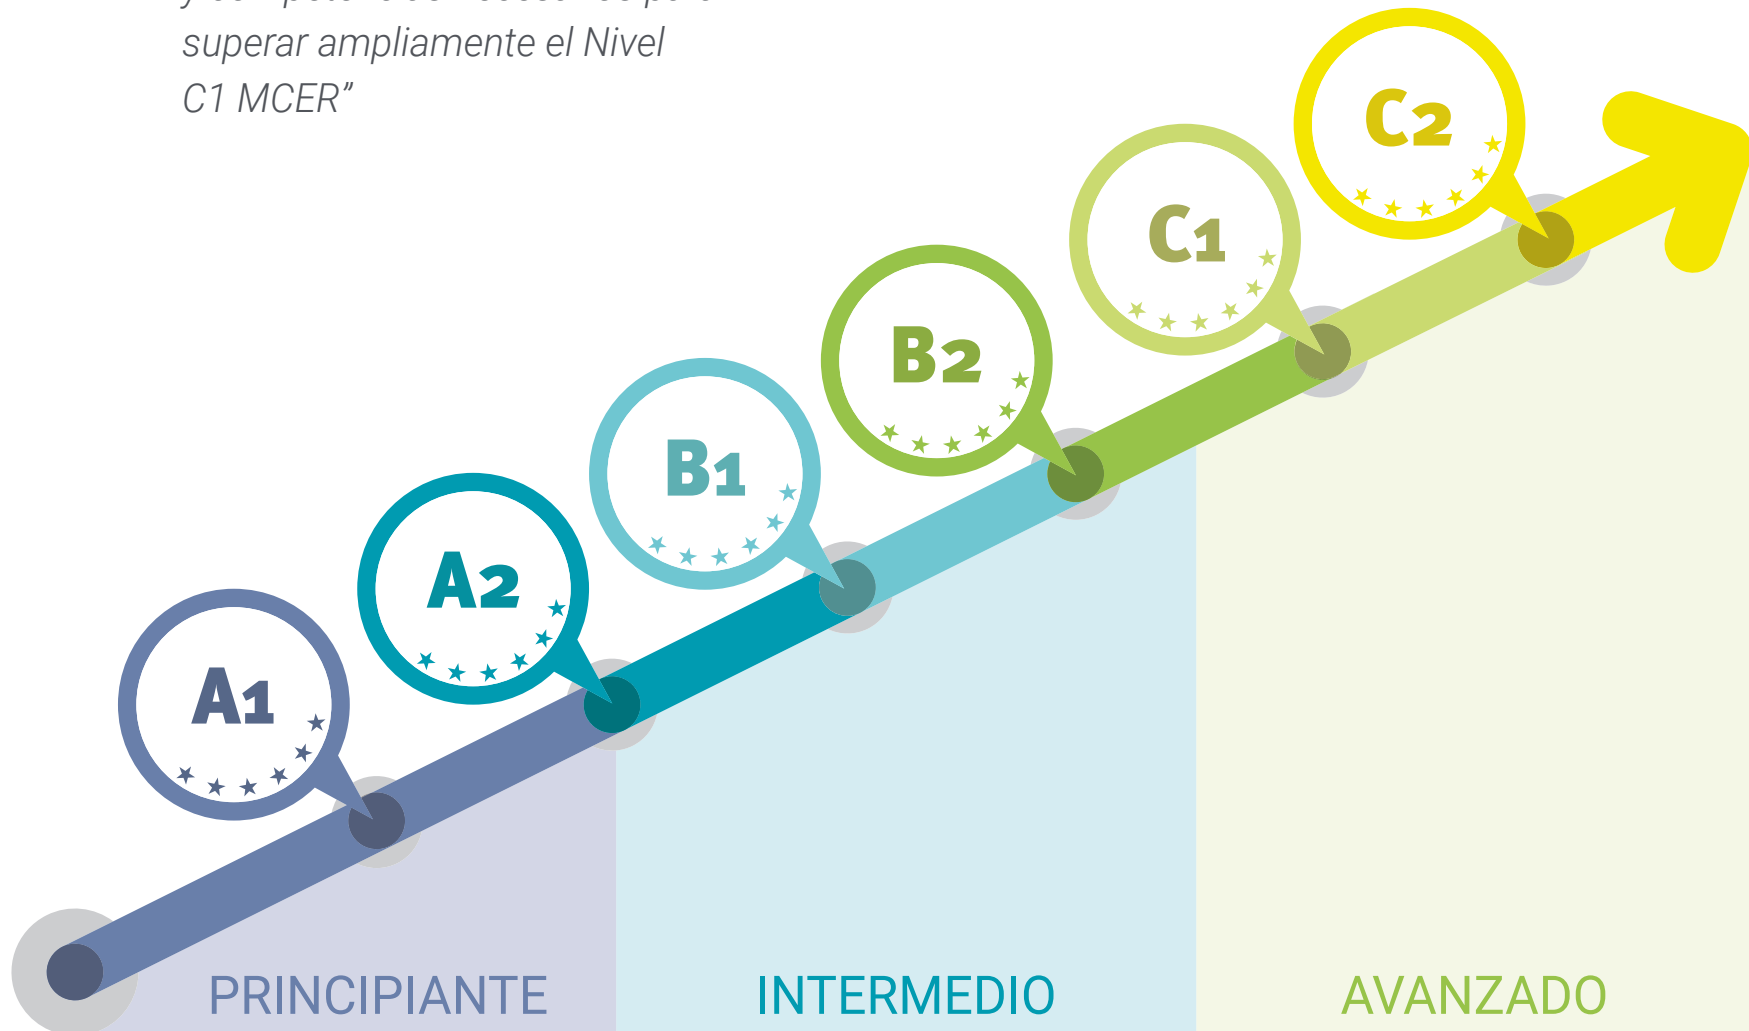 superar ampliamente el Nivel
C1 MCER”
C2
C1
B2
B1
A2
A1
PRINCIPIANTE
INTERMEDIO
AVANZADO